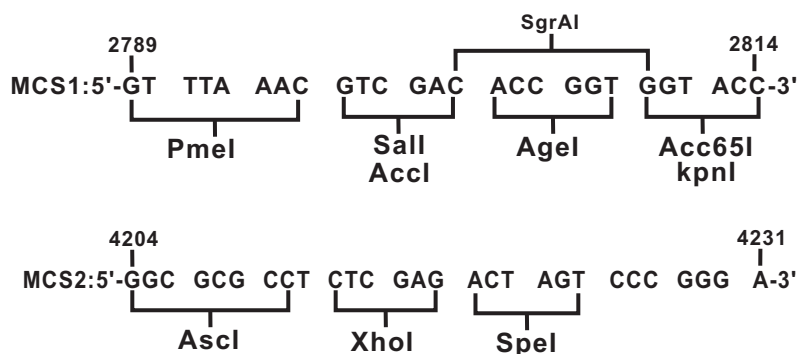 SgrAI
2789 2814
MCS1:5'-GT TTA AAC GTC GAC ACC GGT GGT ACC-3'
PmeI SalI AgeI Acc65I
AccI kpnI
4204 4231
MCS2:5'-GGC GCG CCT CTC GAG ACT AGT CCC GGG A-3'
AscI XhoI SpeI